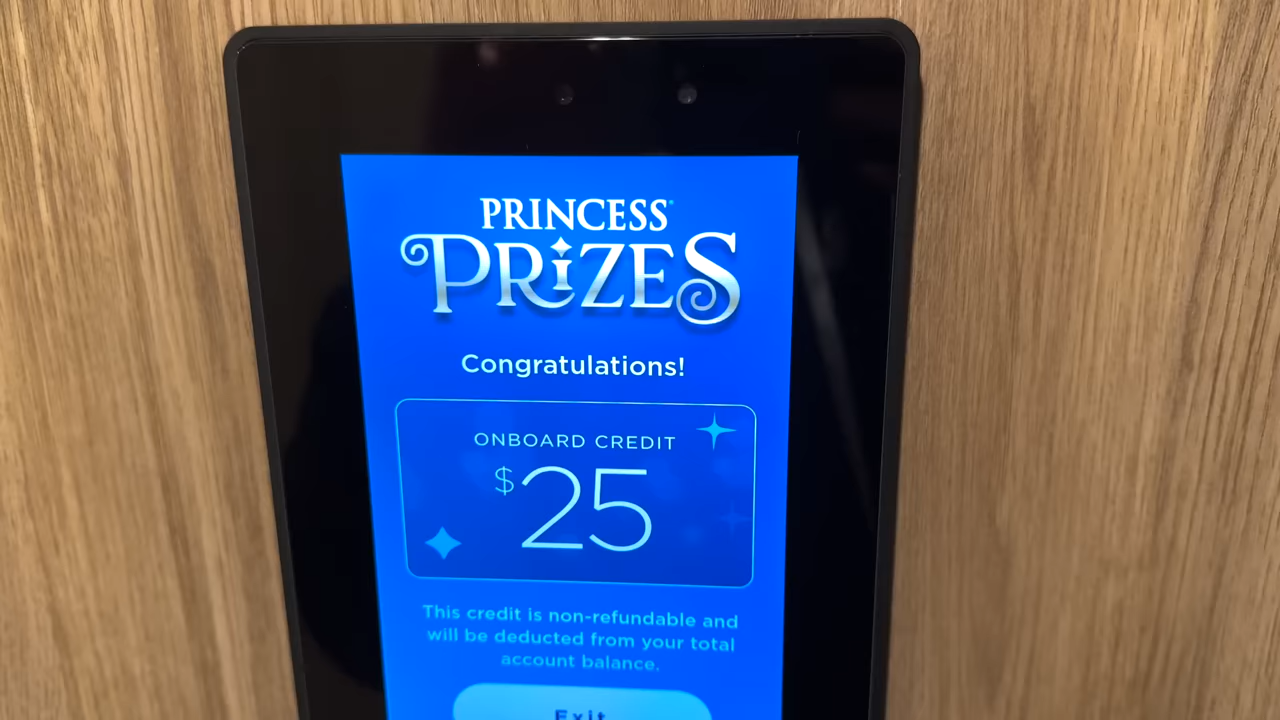 PRINCESS®
PRIZES
Congratulations!
ONBOARD CREDIT
$25
This credit is non-refundable and
will be deducted from your total
account balance.
Exit